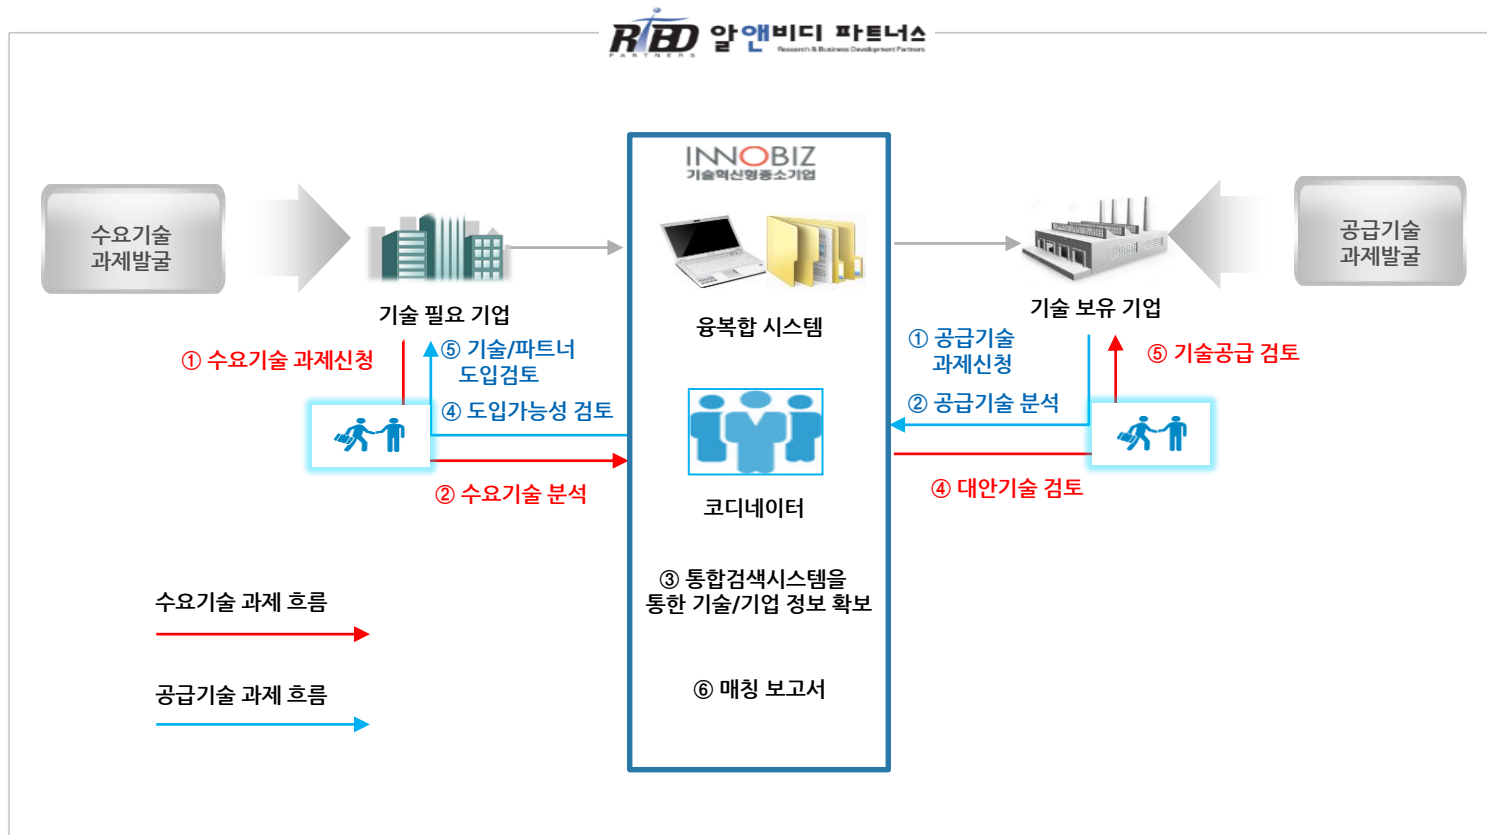 R&BD 알앤비디 파트너스
PARTNERS
Research & Business Development Partners
INNOBIZ
기술혁신형중소기업
수요기술
과제발굴
공급기술
과제발굴
기술 필요 기업
융복합 시스템
기술 보유 기업
① 수요기술 과제신청
⑤ 기술/파트너
도입검토
④ 도입가능성 검토
② 수요기술 분석
① 공급기술
과제신청
② 공급기술 분석
⑤ 기술공급 검토
④ 대안기술 검토
코디네이터
③ 통합검색시스템을
통한 기술/기업 정보 확보
⑥ 매칭 보고서
수요기술 과제 흐름
공급기술 과제 흐름